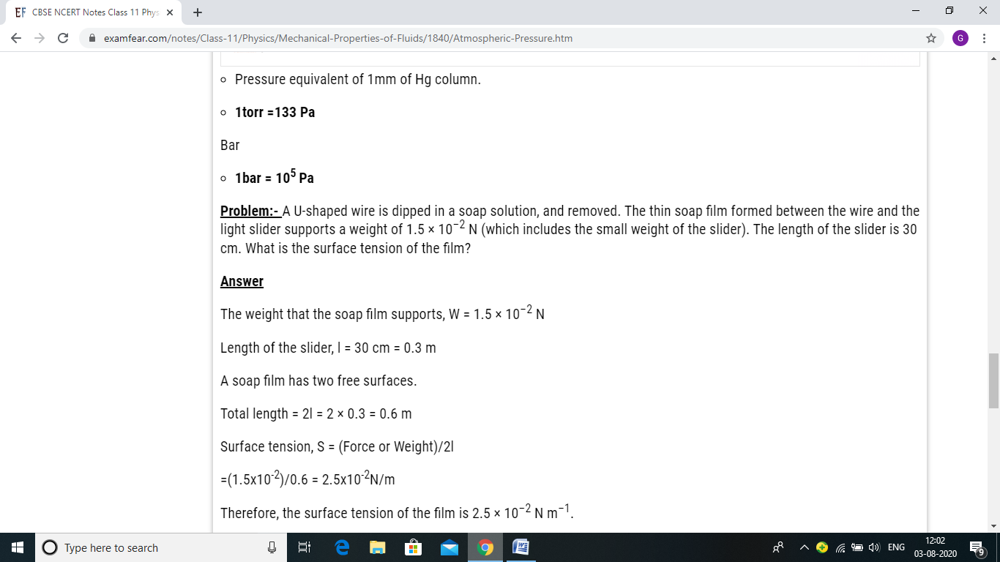 EF CBSE NCERT Notes Class 11 Phys
examfear.com/notes/Class-11/Physics/Mechanical-Properties-of-Fluids/1840/Atmospheric-Pressure.htm
G
Pressure equivalent of 1mm of Hg column.
1torr =133 Pa
Bar
1bar = 10⁵ Pa
Problem:- A U-shaped wire is dipped in a soap solution, and removed. The thin soap film formed between the wire and the
light slider supports a weight of 1.5 × 10⁻² N (which includes the small weight of the slider). The length of the slider is 30
cm. What is the surface tension of the film?
Answer
The weight that the soap film supports, W = 1.5 × 10⁻² N
Length of the slider, l = 30 cm = 0.3 m
A soap film has two free surfaces.
Total length = 2l = 2 × 0.3 = 0.6 m
Surface tension, S = (Force or Weight)/2l
=(1.5x10⁻²)/0.6 = 2.5x10⁻²N/m
Therefore, the surface tension of the film is 2.5 × 10⁻² N m⁻¹.
Type here to search
ENG
12:02
03-08-2020
9